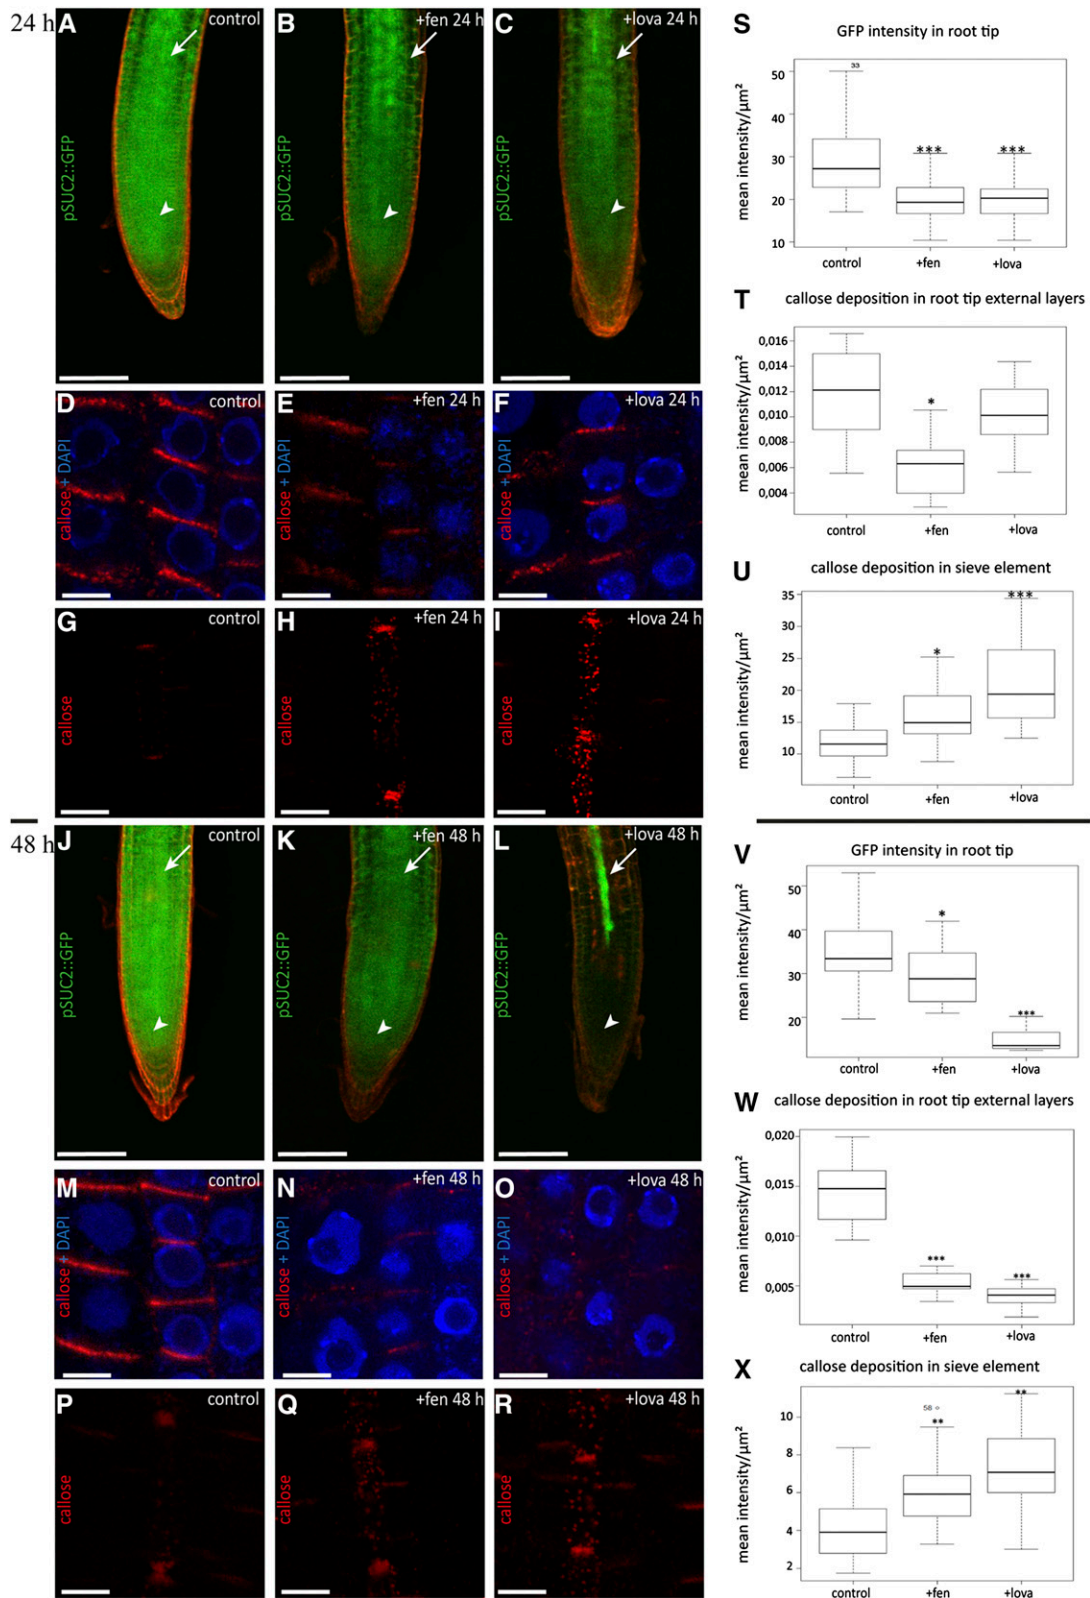 24 h
A control
B +fen 24 h
C +lova 24 h
pSUC2::GFP
D control
E +fen 24 h
F +lova 24 h
callose + DAPI
callose + DAPI
callose + DAPI
G control
H +fen 24 h
I +lova 24 h
callose
callose
callose
48 h
J control
K +fen 48 h
L +lova 48 h
pSUC2::GFP
pSUC2::GFP
pSUC2::GFP
M control
N +fen 48 h
O +lova 48 h
callose + DAPI
callose + DAPI
callose + DAPI
P control
Q +fen 48 h
R +lova 48 h
callose
callose
callose
S GFP intensity in root tip
mean intensity/µm²
50
40
30
20
10
33
***
***
control +fen +lova
T callose deposition in root tip external layers
mean intensity/µm²
0,016
0,014
0,012
0,010
0,008
0,006
0,004
*
control +fen +lova
U callose deposition in sieve element
mean intensity/µm²
35
30
25
20
15
10
*
***
control +fen +lova
V GFP intensity in root tip
mean intensity/µm²
50
40
30
20
*
***
control +fen +lova
W callose deposition in root tip external layers
mean intensity/µm²
0,020
0,015
0,010
0,005
***
***
control +fen +lova
X callose deposition in sieve element
mean intensity/µm²
10
8
6
4
2
58
**
**
control +fen +lova